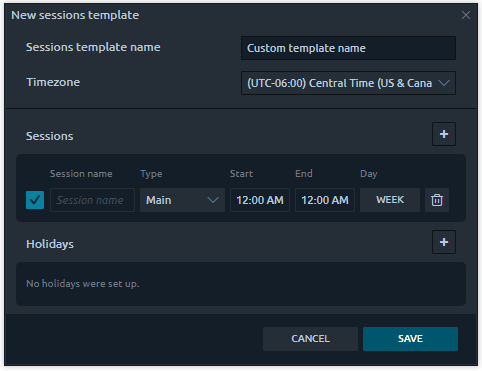 New sessions template
Sessions template name
Custom template name
Timezone
(UTC-06:00) Central Time (US & Cana
Sessions
Session name Type Start End Day
Session name Main 12:00 AM 12:00 AM WEEK
Holidays
No holidays were set up.
CANCEL SAVE